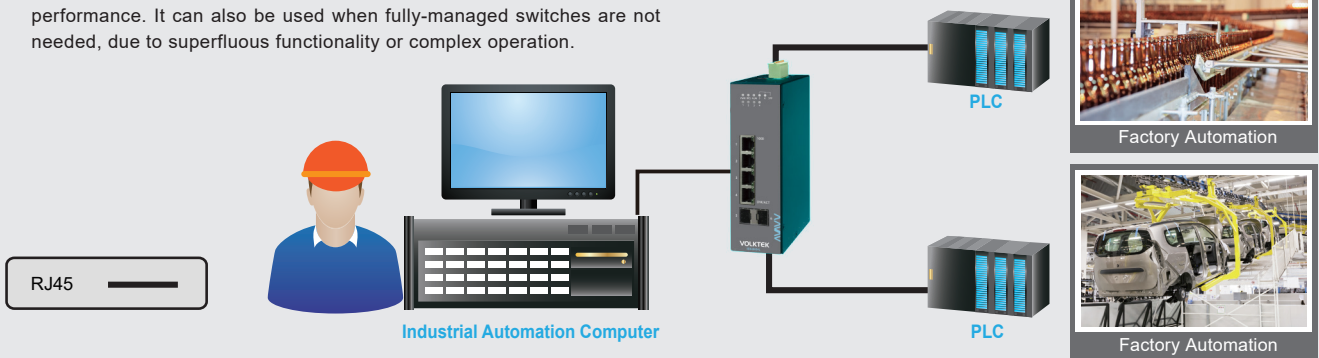 performance. It can also be used when fully-managed switches are not
needed, due to superfluous functionality or complex operation.
PLC
Factory Automation
VOLKTEK
RJ45
Industrial Automation Computer
PLC
Factory Automation